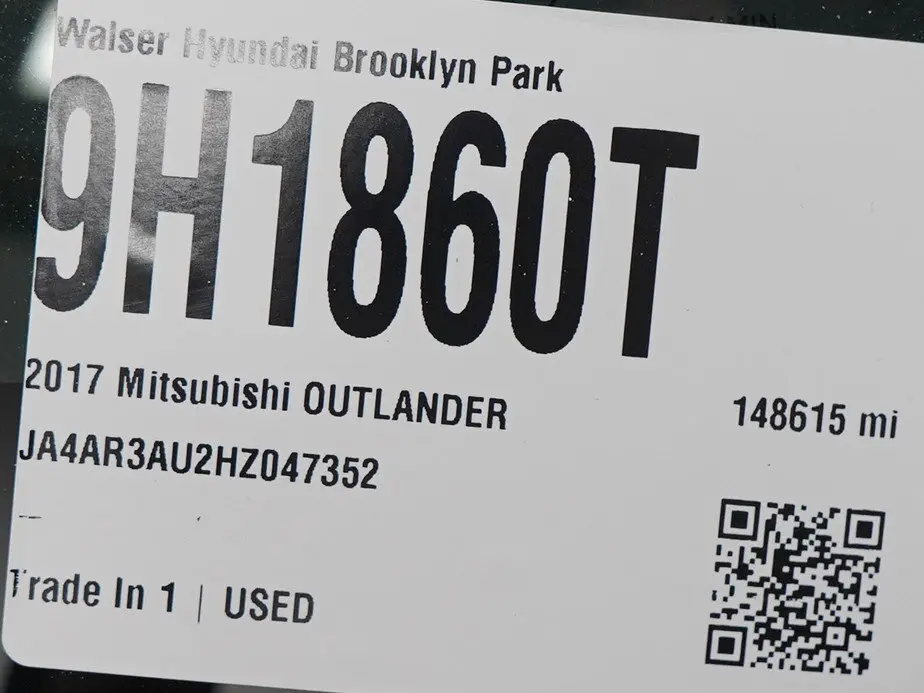 Walser Hyundai Brooklyn Park
9H1860T
2017 Mitsubishi OUTLANDER
148615 mi
JA4AR3AU2HZ047352
Trade In 1 | USED